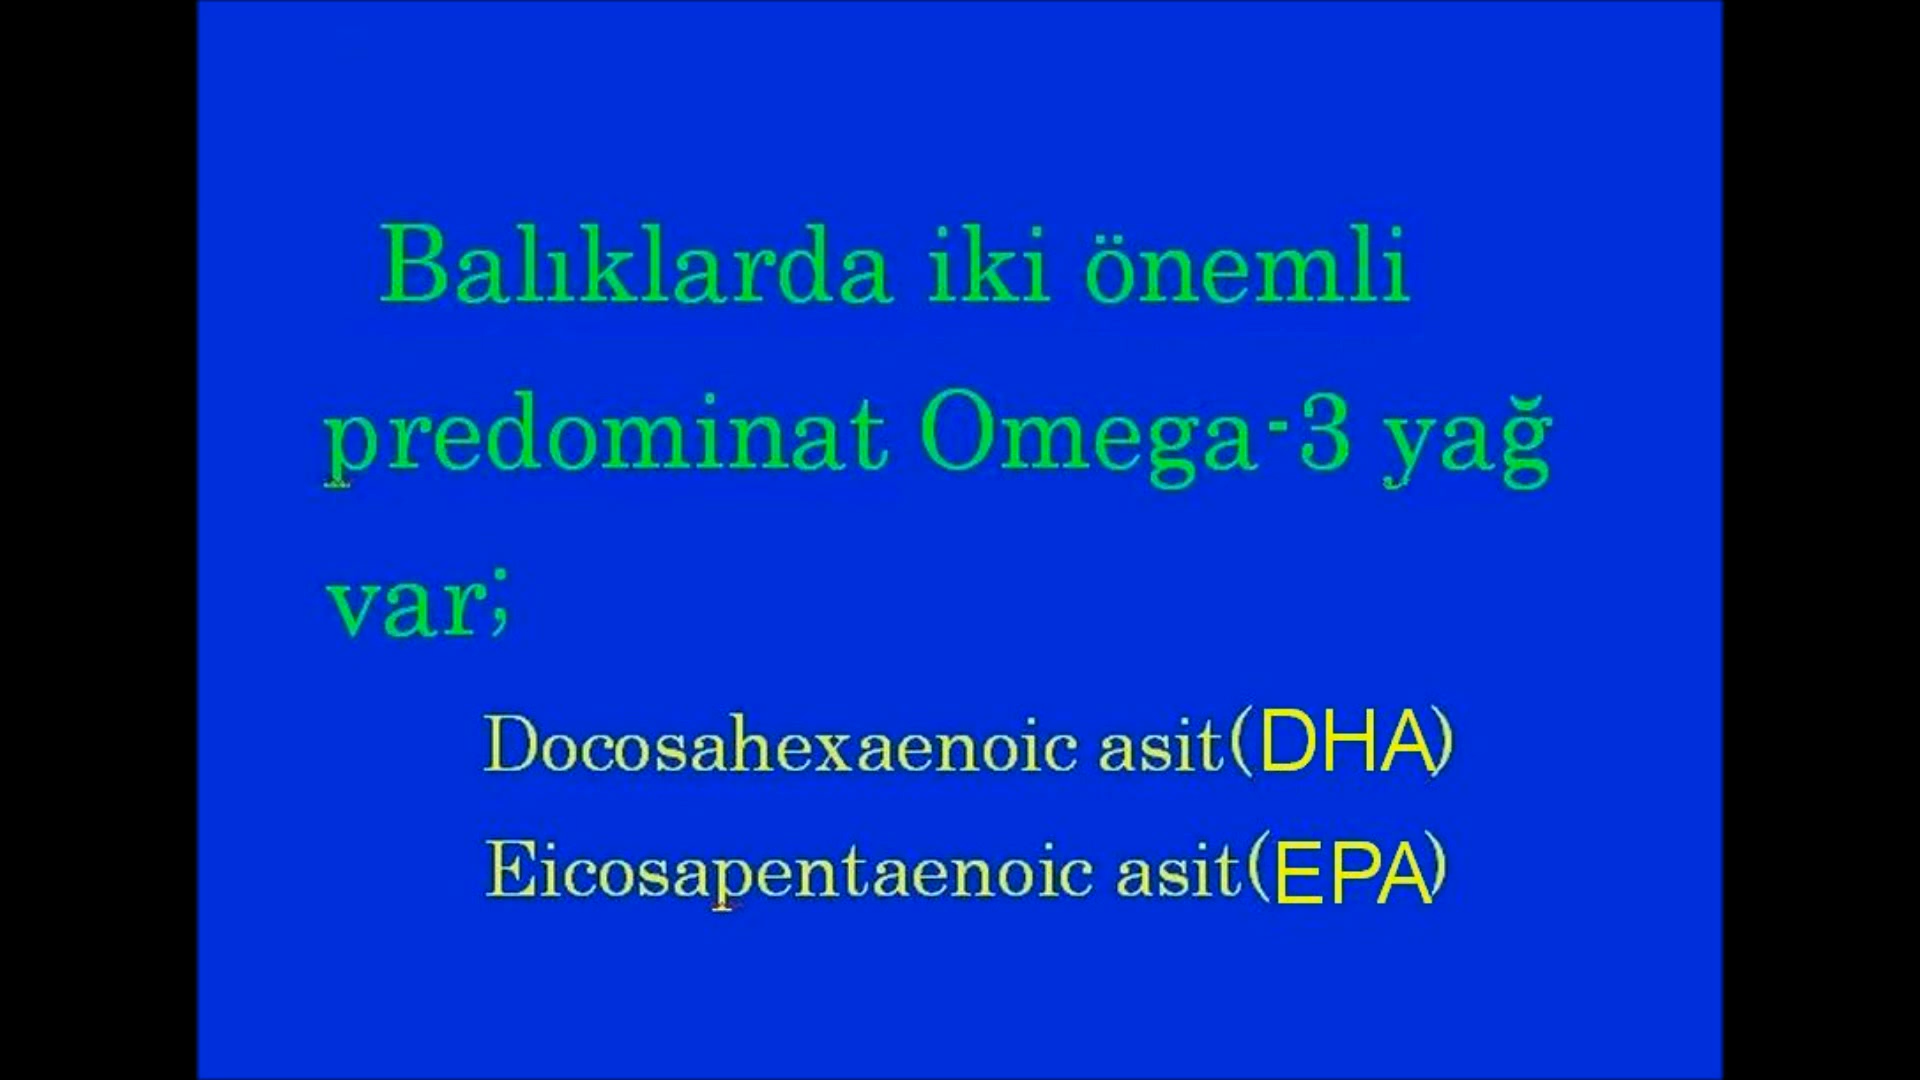 Balıklarda iki önemli
predominat Omega-3 yağ
var;
Docosahexaenoic asit(DHA)
Eicosapentaenoic asit(EPA)